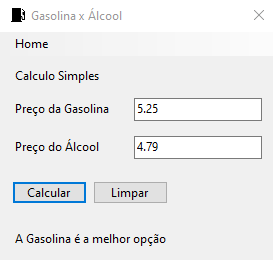 Gasolina x Álcool
Home
Calculo Simples
Preço da Gasolina 5.25
Preço do Álcool 4.79
Calcular Limpar
A Gasolina é a melhor opção